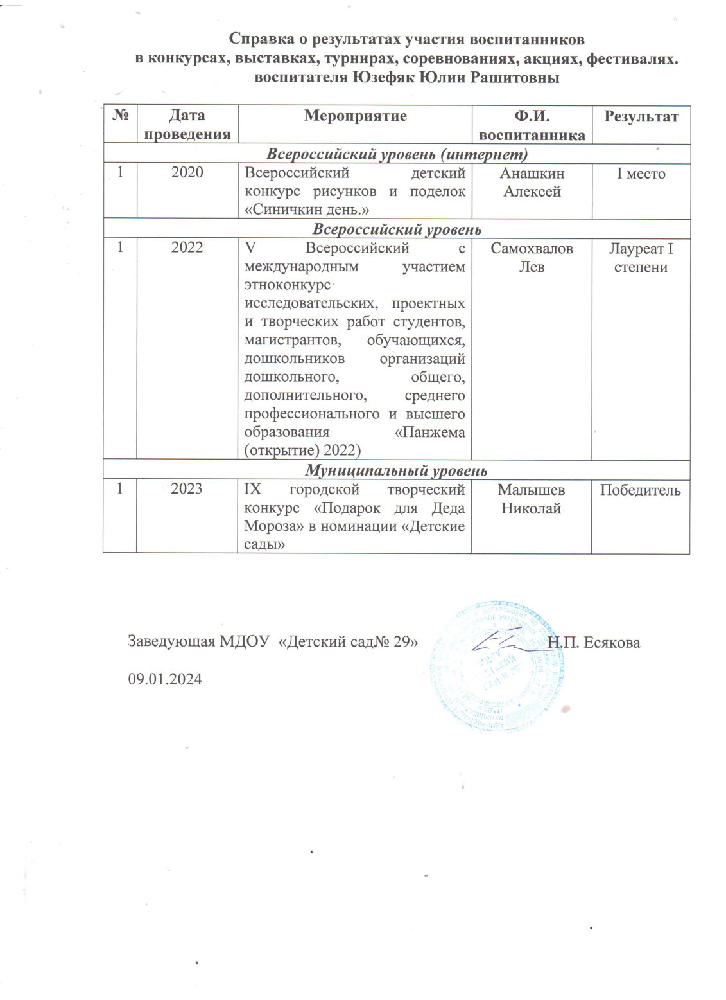 Справка о результатах участия воспитанников
в конкурсах, выставках, турнирах, соревнованиях, акциях, фестивалях.
воспитателя Юзефяк Юлии Рашитовны
№ Дата Мероприятие Ф.И. Результат
проведения воспитанника
Всероссийский уровень (интернет)
1 2020 Всероссийский детский Анашкин I место
конкурс рисунков и поделок Алексей
«Синичкин день.»
Всероссийский уровень
1 2022 V Всероссийский с Самохвалов Лауреат I
международным участием Лев степени
этноконкурс
исследовательских, проектных
и творческих работ студентов,
магистрантов, обучающихся,
дошкольников организаций
дошкольного, общего,
дополнительного, среднего
профессионального и высшего
образования «Панжема
(открытие) 2022)
Муниципальный уровень
1 2023 IX городской творческий Малышев Победитель
конкурс «Подарок для Деда Николай
Мороза» в номинации «Детские
сады»
Заведующая МДОУ «Детский сад№ 29» Н.П. Есякова
09.01.2024
МДОУ
ДЕТСКИЙ
САД N 29